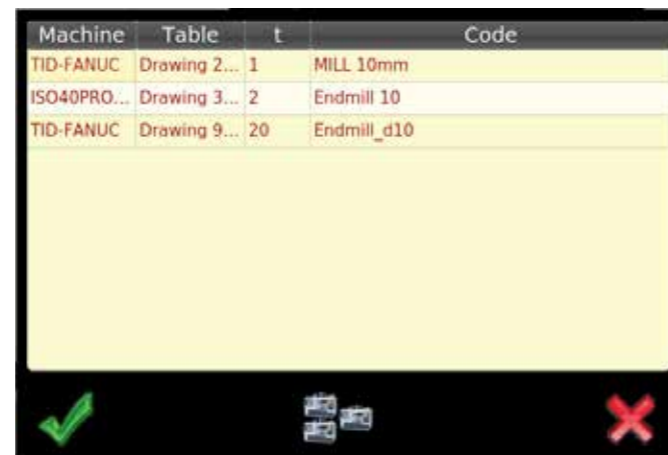 Machine Table t Code
TID-FANUC Drawing 2... 1 MILL 10mm
ISO40PRO... Drawing 3... 2 Endmill 10
TID-FANUC Drawing 9... 20 Endmill_d10